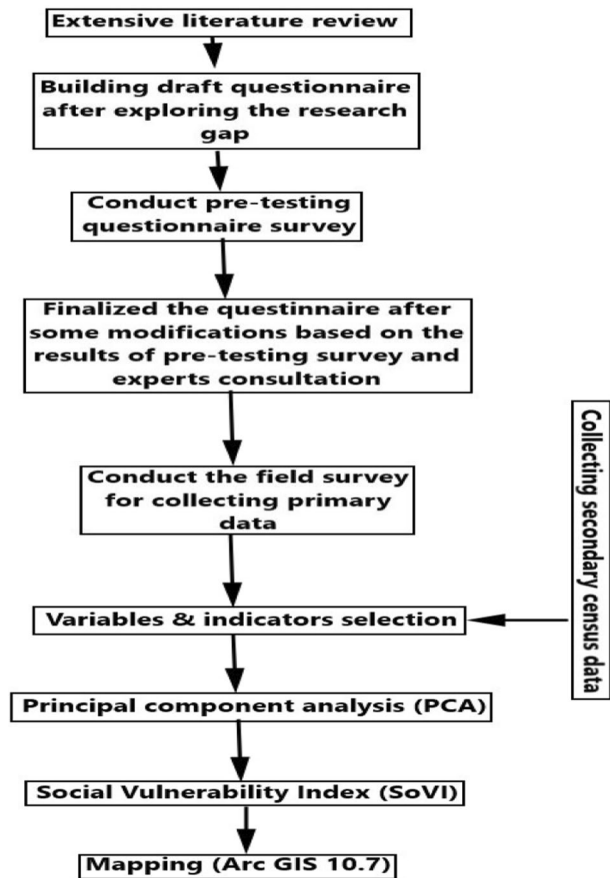 Extensive literature review
Building draft questionnaire
after exploring the research
gap
Conduct pre-testing
questionnaire survey
Finalized the questinnaire after
some modifications based on the
results of pre-testing survey and
experts consultation
Conduct the field survey
for collecting primary
data
Collecting secondary census data
Variables & indicators selection
Principal component analysis (PCA)
Social Vulnerability Index (SoVI)
Mapping (Arc GIS 10.7)